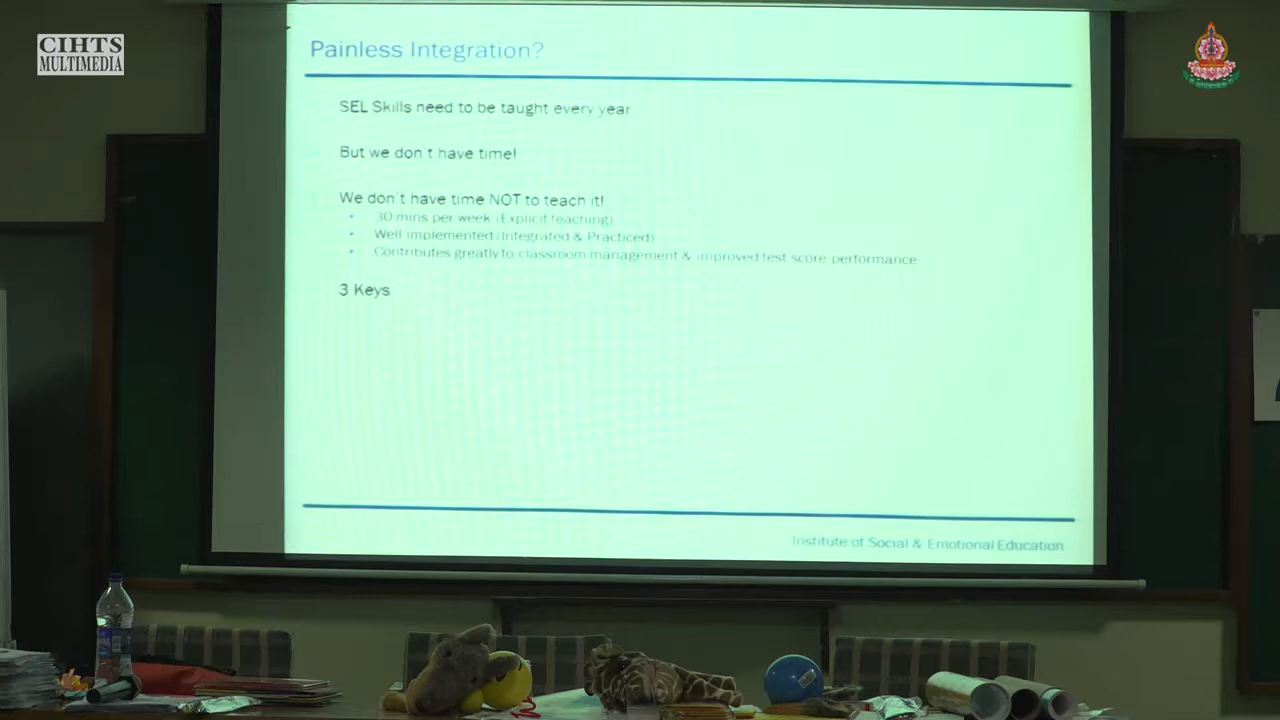 CIHTS
MULTIMEDIA
Painless Integration?
SEL Skills need to be taught every year
But we don't have time!
We don't have time NOT to teach it!
• 30 mins per week (Explicit teaching)
• Well implemented (Integrated & Practiced)
• Contributes greatly to classroom management & improved test score performance
3 Keys
Institute of Social & Emotional Education